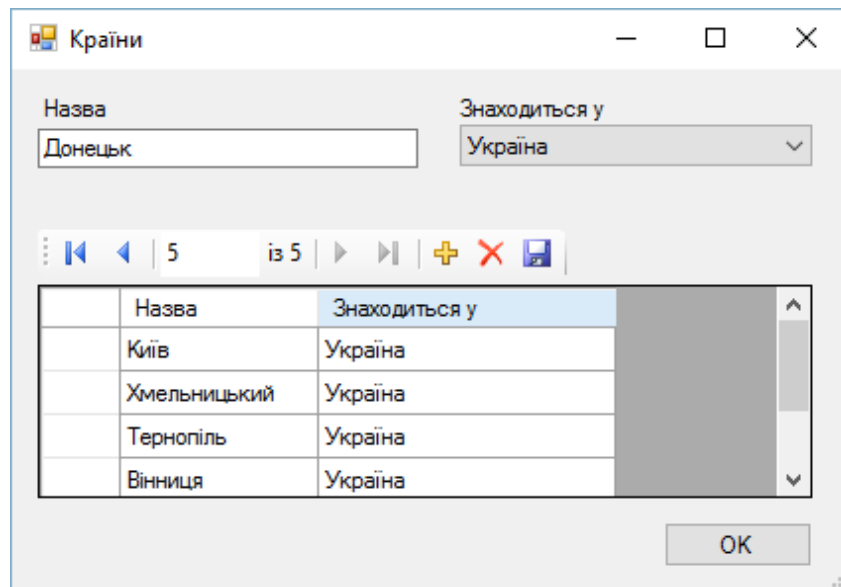 Країни
Назва
Знаходиться у
Донецьк
Україна
5 із 5
Назва Знаходиться у
Київ Україна
Хмельницький Україна
Тернопіль Україна
Вінниця Україна
OK